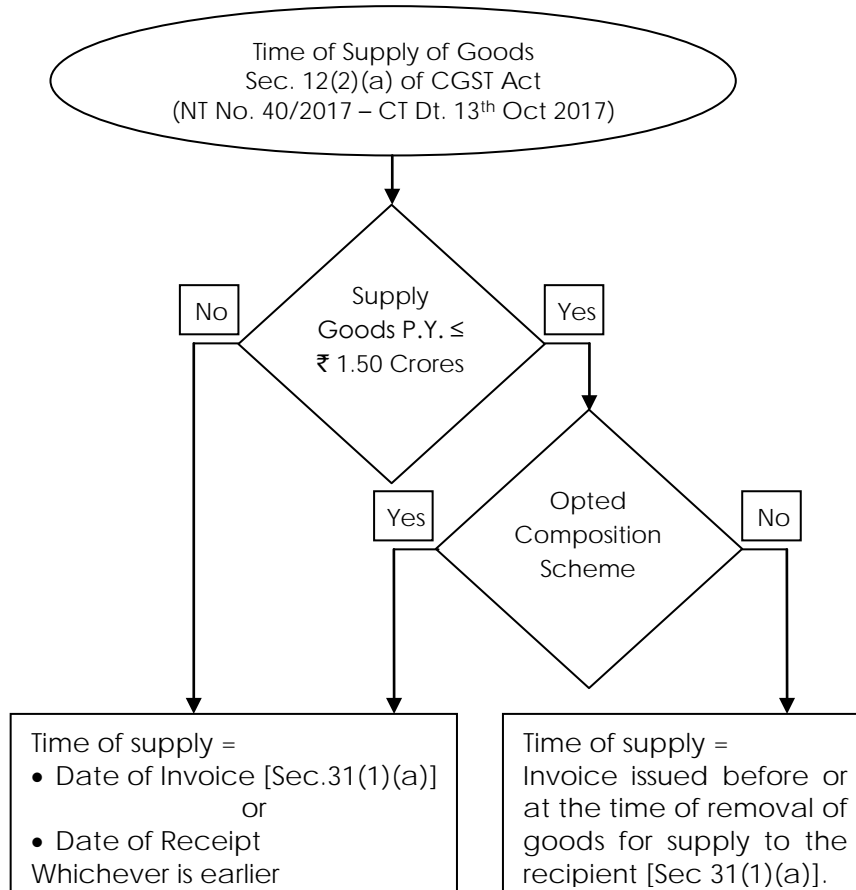 Time of Supply of Goods
Sec. 12(2)(a) of CGST Act
(NT No. 40/2017 – CT Dt. 13th Oct 2017)
No
Supply
Goods P.Y. ≤
₹ 1.50 Crores
Yes
Yes
Opted
Composition
Scheme
No
Time of supply =
• Date of Invoice [Sec.31(1)(a)]
or
• Date of Receipt
Whichever is earlier
Time of supply =
Invoice issued before or
at the time of removal of
goods for supply to the
recipient [Sec 31(1)(a)].